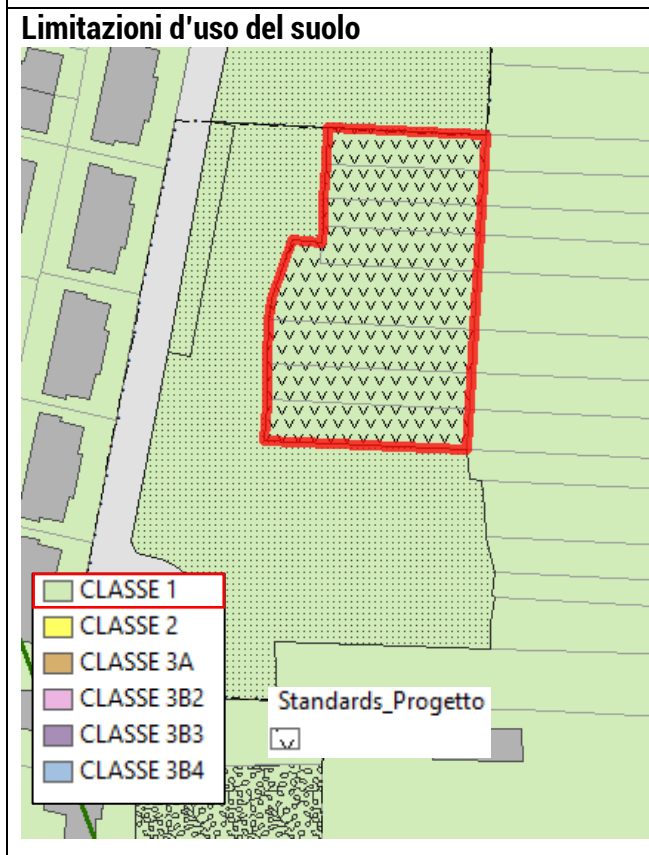 Limitazioni d'uso del suolo
CLASSE 1
CLASSE 2
CLASSE 3A
CLASSE 3B2
CLASSE 3B3
CLASSE 3B4
Standards_Progetto